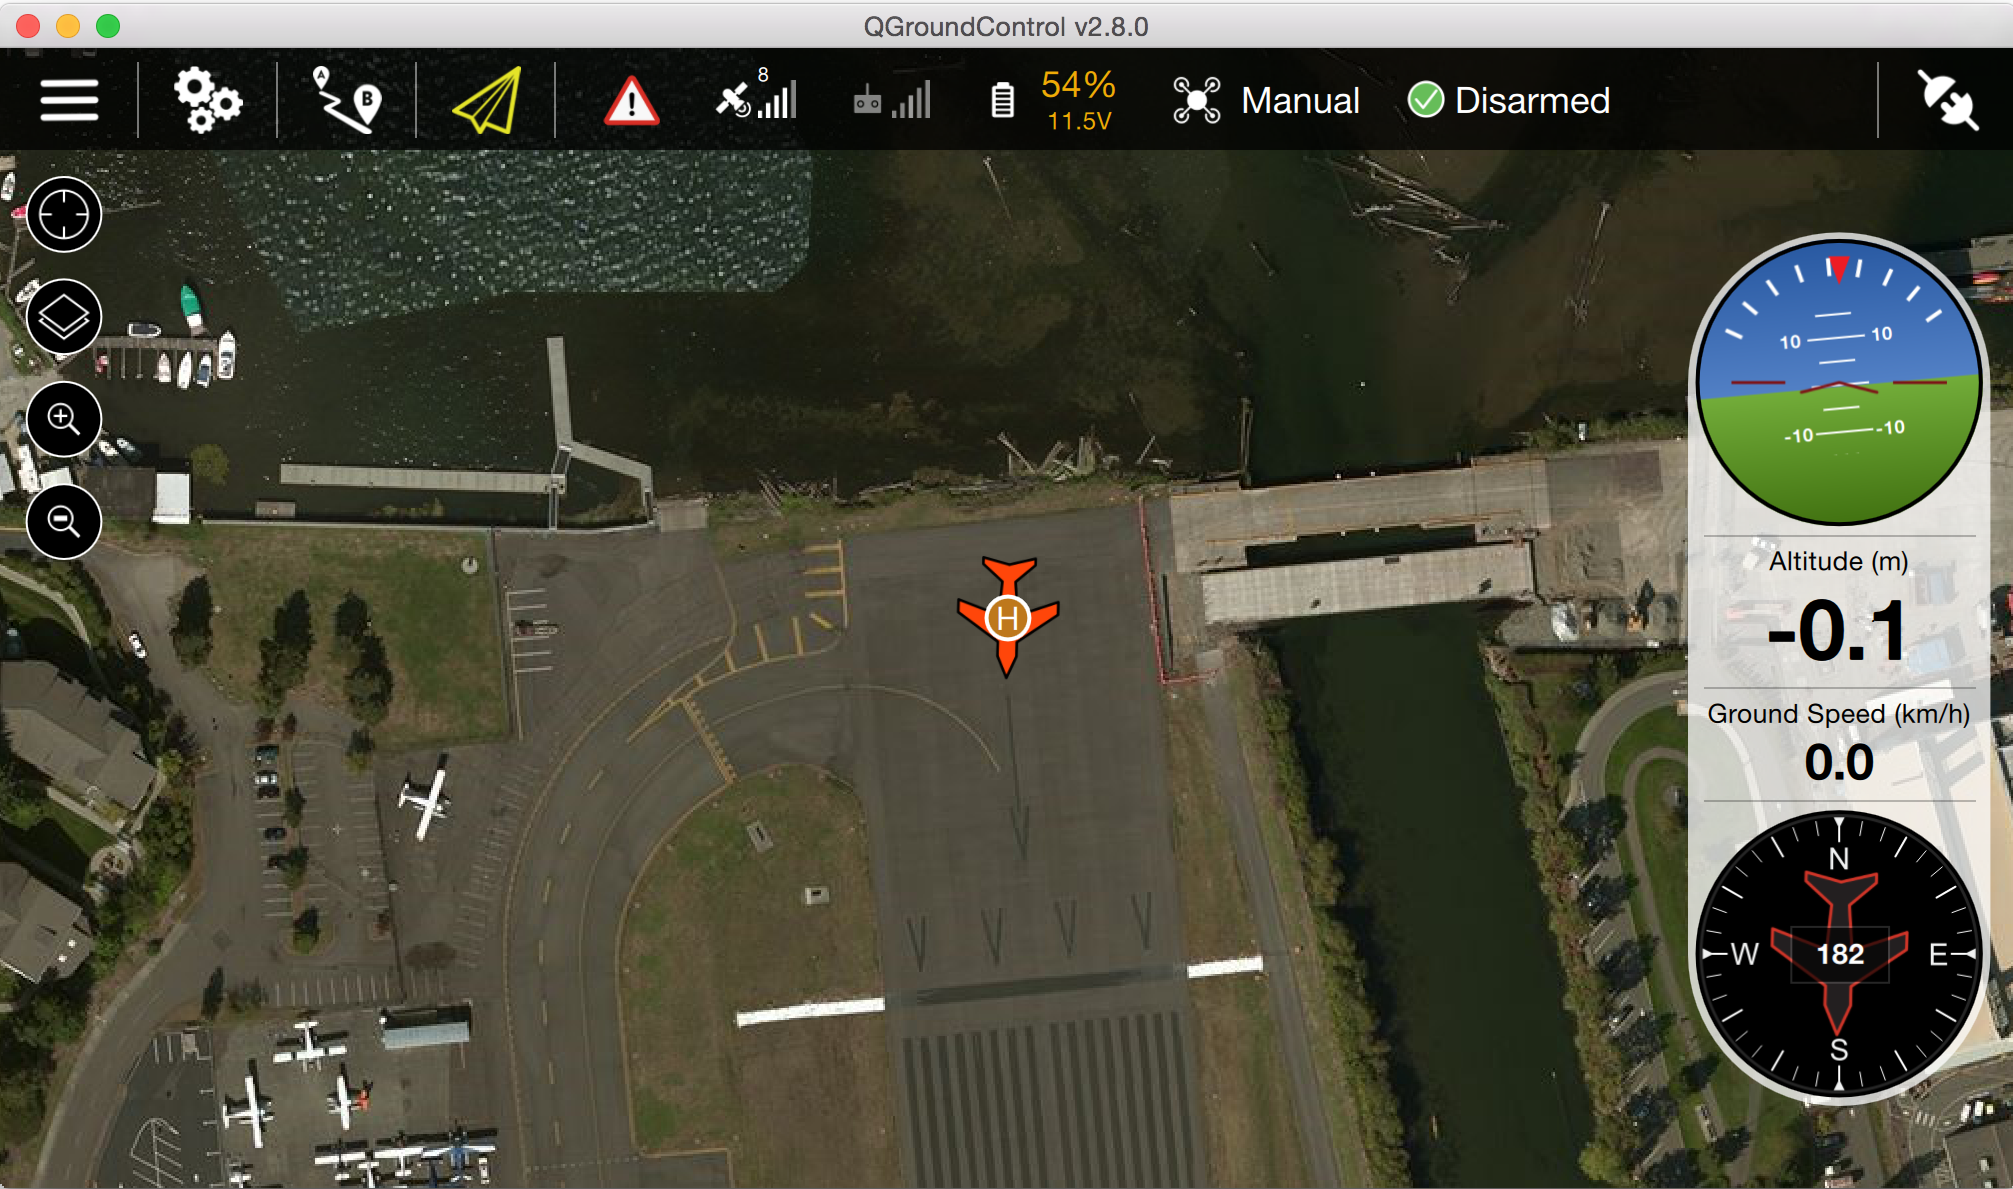 QGroundControl v2.8.0
A
B
8
54%
11.5V
Manual
Disarmed
10 10
-10 -10
H
Altitude (m)
-0.1
Ground Speed (km/h)
0.0
N
W 182 E
S